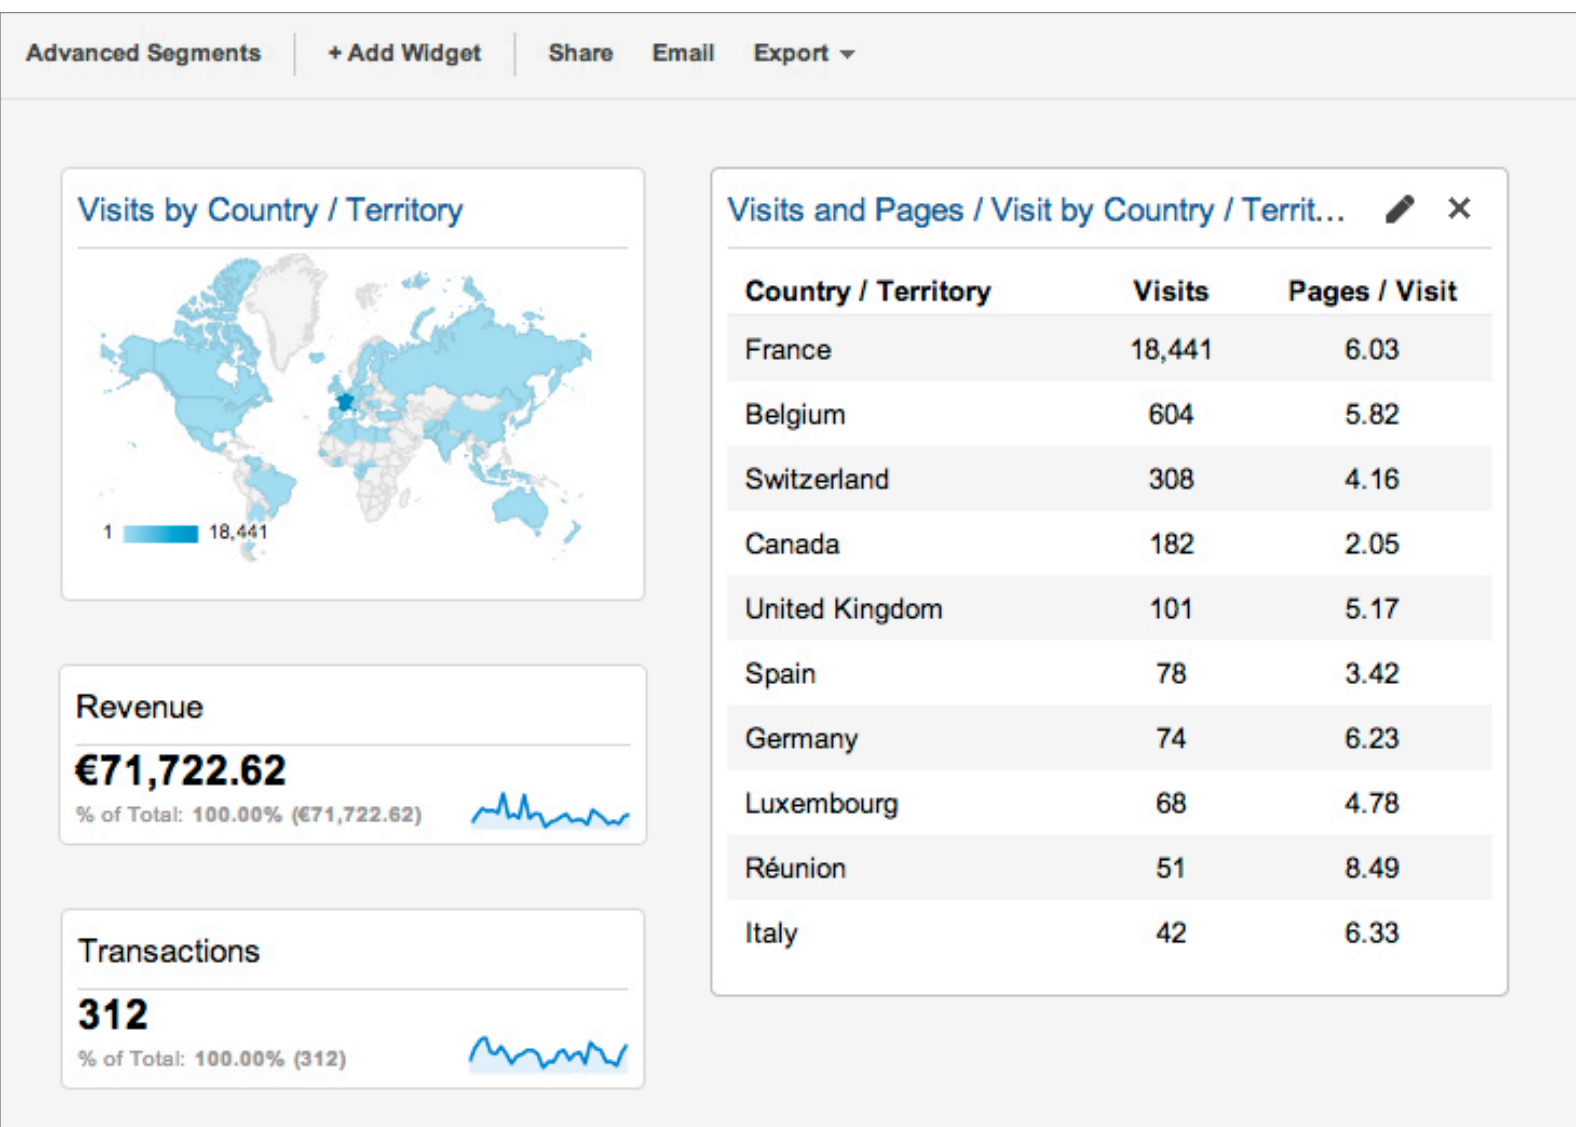 Advanced Segments + Add Widget Share Email Export
Visits by Country / Territory
1 18,441
Revenue
€71,722.62
% of Total: 100.00% (€71,722.62)
Transactions
312
% of Total: 100.00% (312)
Visits and Pages / Visit by Country / Territ...
Country / Territory Visits Pages / Visit
France 18,441 6.03
Belgium 604 5.82
Switzerland 308 4.16
Canada 182 2.05
United Kingdom 101 5.17
Spain 78 3.42
Germany 74 6.23
Luxembourg 68 4.78
Réunion 51 8.49
Italy 42 6.33